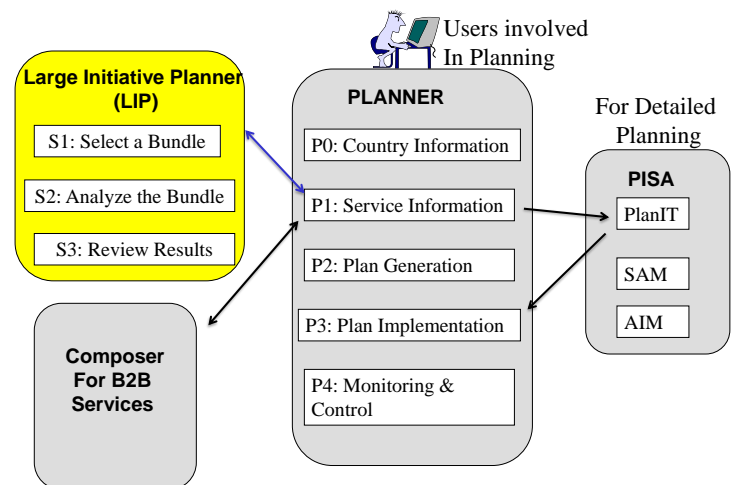 Users involved
In Planning
Large Initiative Planner
(LIP)
S1: Select a Bundle
S2: Analyze the Bundle
S3: Review Results
Composer
For B2B
Services
PLANNER
P0: Country Information
P1: Service Information
P2: Plan Generation
P3: Plan Implementation
P4: Monitoring &
Control
For Detailed
Planning
PISA
PlanIT
SAM
AIM